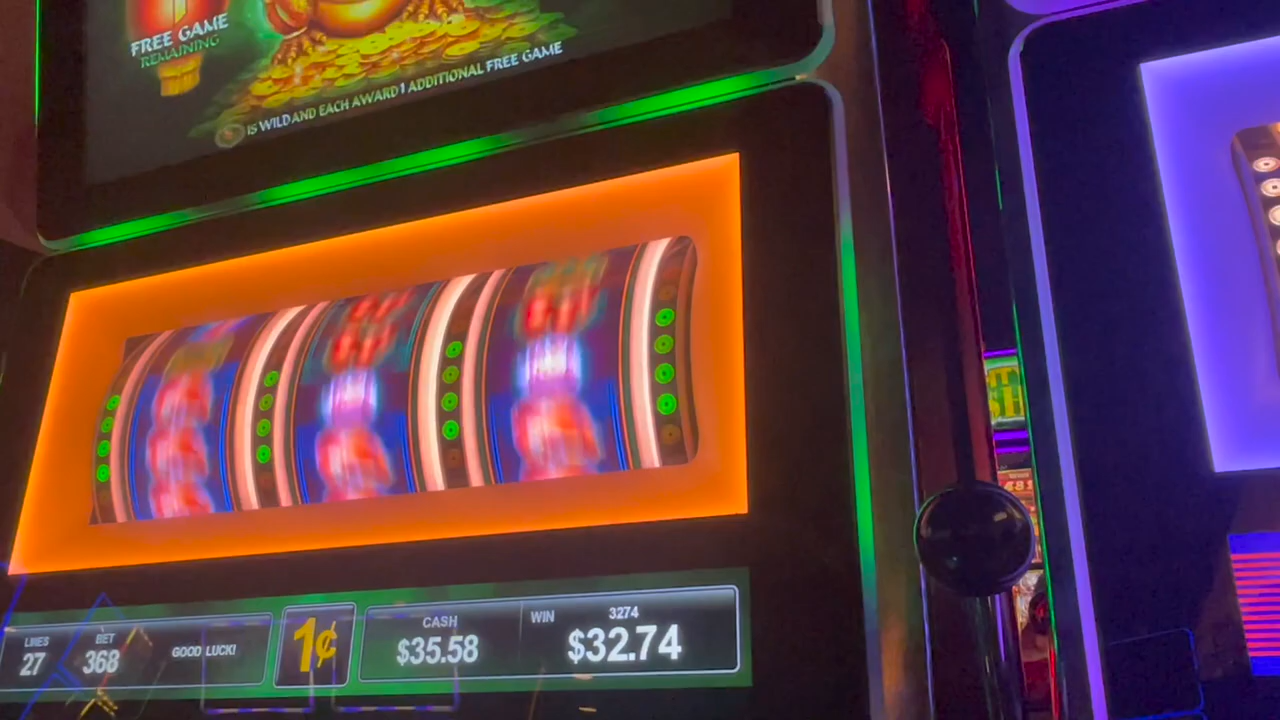 FREE GAME
REMAINING
IS WILD AND EACH AWARD 1 ADDITIONAL FREE GAME
LINES
27
BET
368
GOOD LUCK!
1¢
CASH
$35.58
WIN
3274
$32.74
481